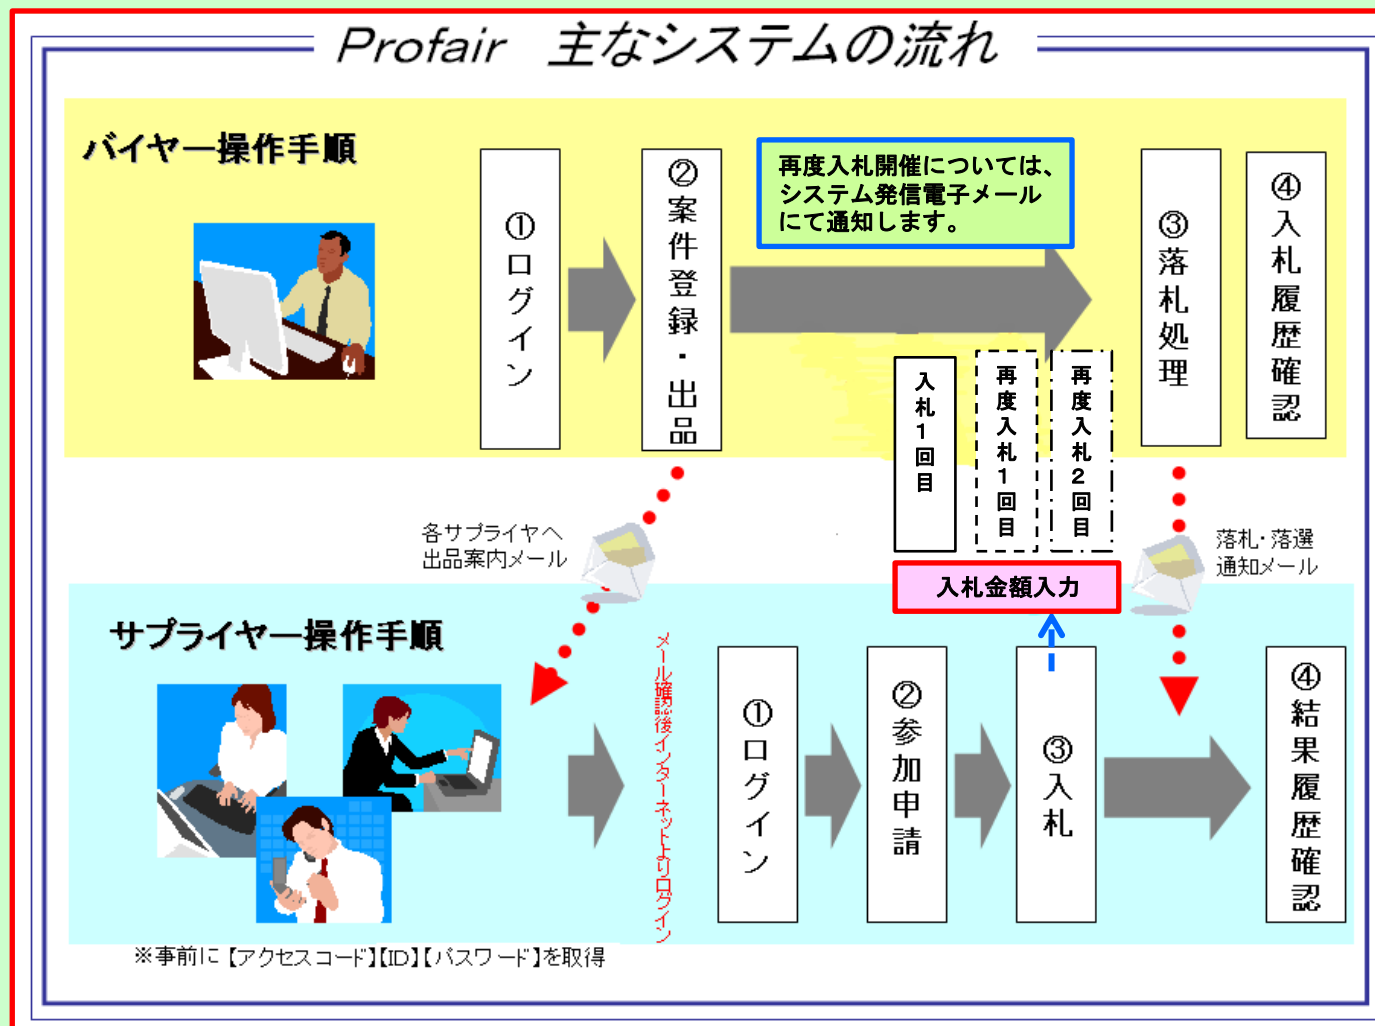 Profair 主なシステムの流れ
バイヤー操作手順
①ログイン
②案件登録・出品
再度入札開催については、
システム発信電子メール
にて通知します。
③落札処理
④入札履歴確認
入札1回目
再度入札1回目
再度入札2回目
各サプライヤへ
出品案内メール
入札金額入力
落札・落選
通知メール
サプライヤー操作手順
メール確認後インターネットよりログイン
①ログイン
②参加申請
③入札
④結果履歴確認
※事前に【アクセスコード】【ID】【パスワード】を取得